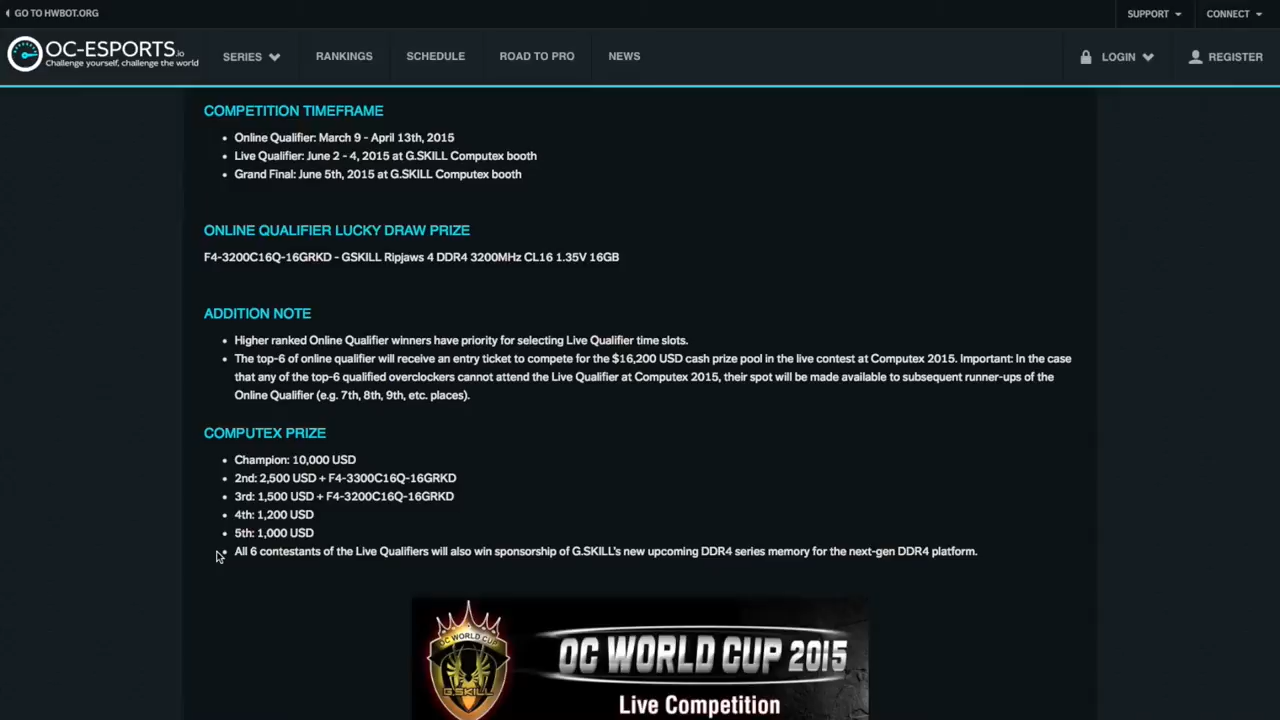 GO TO HWBOT.ORG
SUPPORT
CONNECT
OC-ESPORTS.io
Challenge yourself, challenge the world
SERIES
RANKINGS
SCHEDULE
ROAD TO PRO
NEWS
LOGIN
REGISTER
COMPETITION TIMEFRAME
• Online Qualifier: March 9 - April 13th, 2015
• Live Qualifier: June 2 - 4, 2015 at G.SKILL Computex booth
• Grand Final: June 5th, 2015 at G.SKILL Computex booth
ONLINE QUALIFIER LUCKY DRAW PRIZE
F4-3200C16Q-16GRKD - GSKILL Ripjaws 4 DDR4 3200MHz CL16 1.35V 16GB
ADDITION NOTE
• Higher ranked Online Qualifier winners have priority for selecting Live Qualifier time slots.
• The top-6 of online qualifier will receive an entry ticket to compete for the $16,200 USD cash prize pool in the live contest at Computex 2015. Important: In the case
that any of the top-6 qualified overclockers cannot attend the Live Qualifier at Computex 2015, their spot will be made available to subsequent runner-ups of the
Online Qualifier (e.g. 7th, 8th, 9th, etc. places).
COMPUTEX PRIZE
• Champion: 10,000 USD
• 2nd: 2,500 USD + F4-3300C16Q-16GRKD
• 3rd: 1,500 USD + F4-3200C16Q-16GRKD
• 4th: 1,200 USD
• 5th: 1,000 USD
• All 6 contestants of the Live Qualifiers will also win sponsorship of G.SKILL's new upcoming DDR4 series memory for the next-gen DDR4 platform.
OC WORLD CUP
G.SKILL
OC WORLD CUP 2015
Live Competition